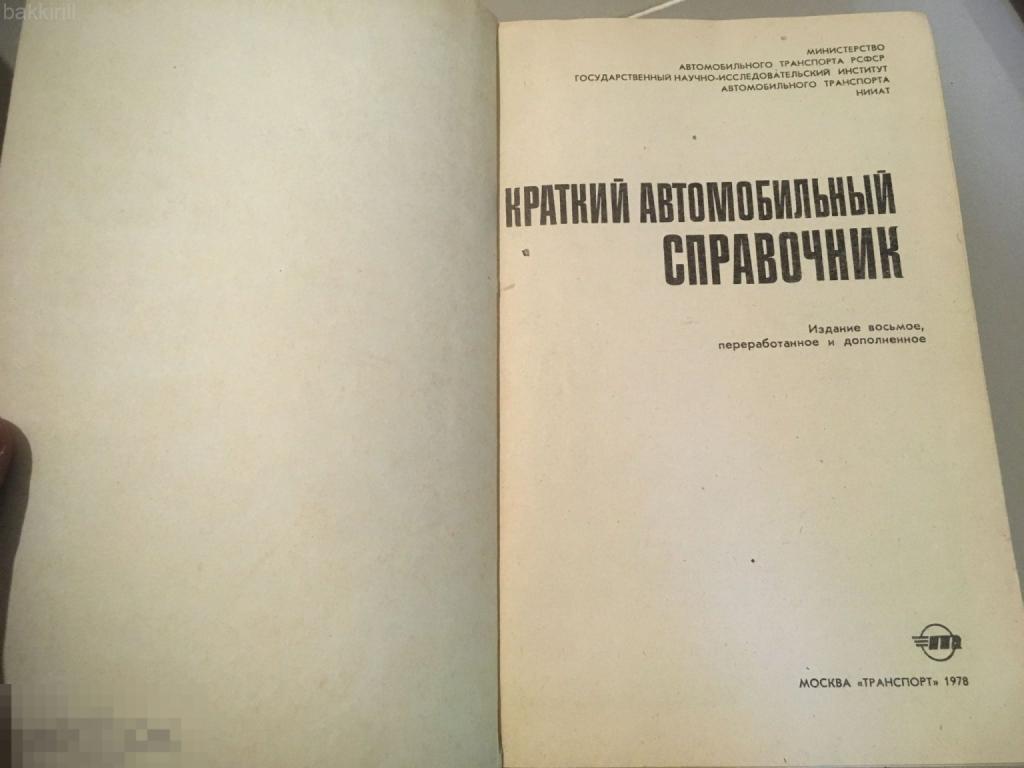 bakkirill
МИНИСТЕРСТВО
АВТОМОБИЛЬНОГО ТРАНСПОРТА РСФСР
ГОСУДАРСТВЕННЫЙ НАУЧНО-ИССЛЕДОВАТЕЛЬСКИЙ ИНСТИТУТ
АВТОМОБИЛЬНОГО ТРАНСПОРТА
НИИАТ
КРАТКИЙ АВТОМОБИЛЬНЫЙ
СПРАВОЧНИК
Издание восьмое,
переработанное и дополненное
МОСКВА «ТРАНСПОРТ» 1978